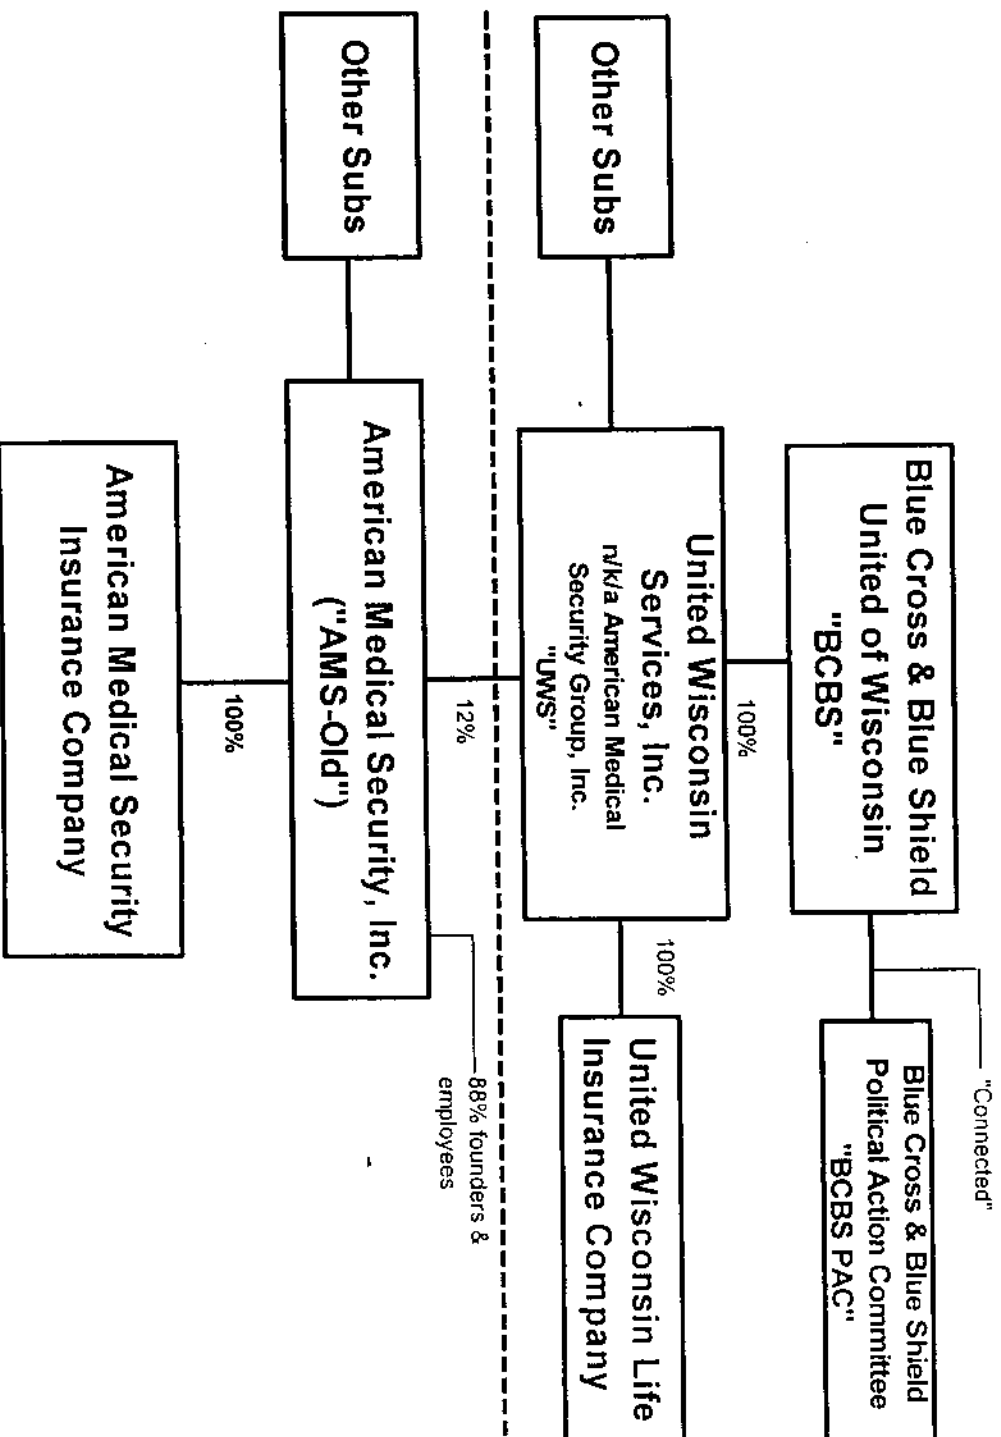 "Connected"
Blue Cross & Blue Shield
United of Wisconsin
"BCBS"
Blue Cross & Blue Shield
Political Action Committee
"BCBS PAC"
100%
Other Subs
United Wisconsin
Services, Inc.
n/k/a American Medical
Security Group, Inc.
"UWS"
100%
United Wisconsin Life
Insurance Company
12%
88% founders &
employees
Other Subs
American Medical Security, Inc.
("AMS-Old")
100%
American Medical Security
Insurance Company